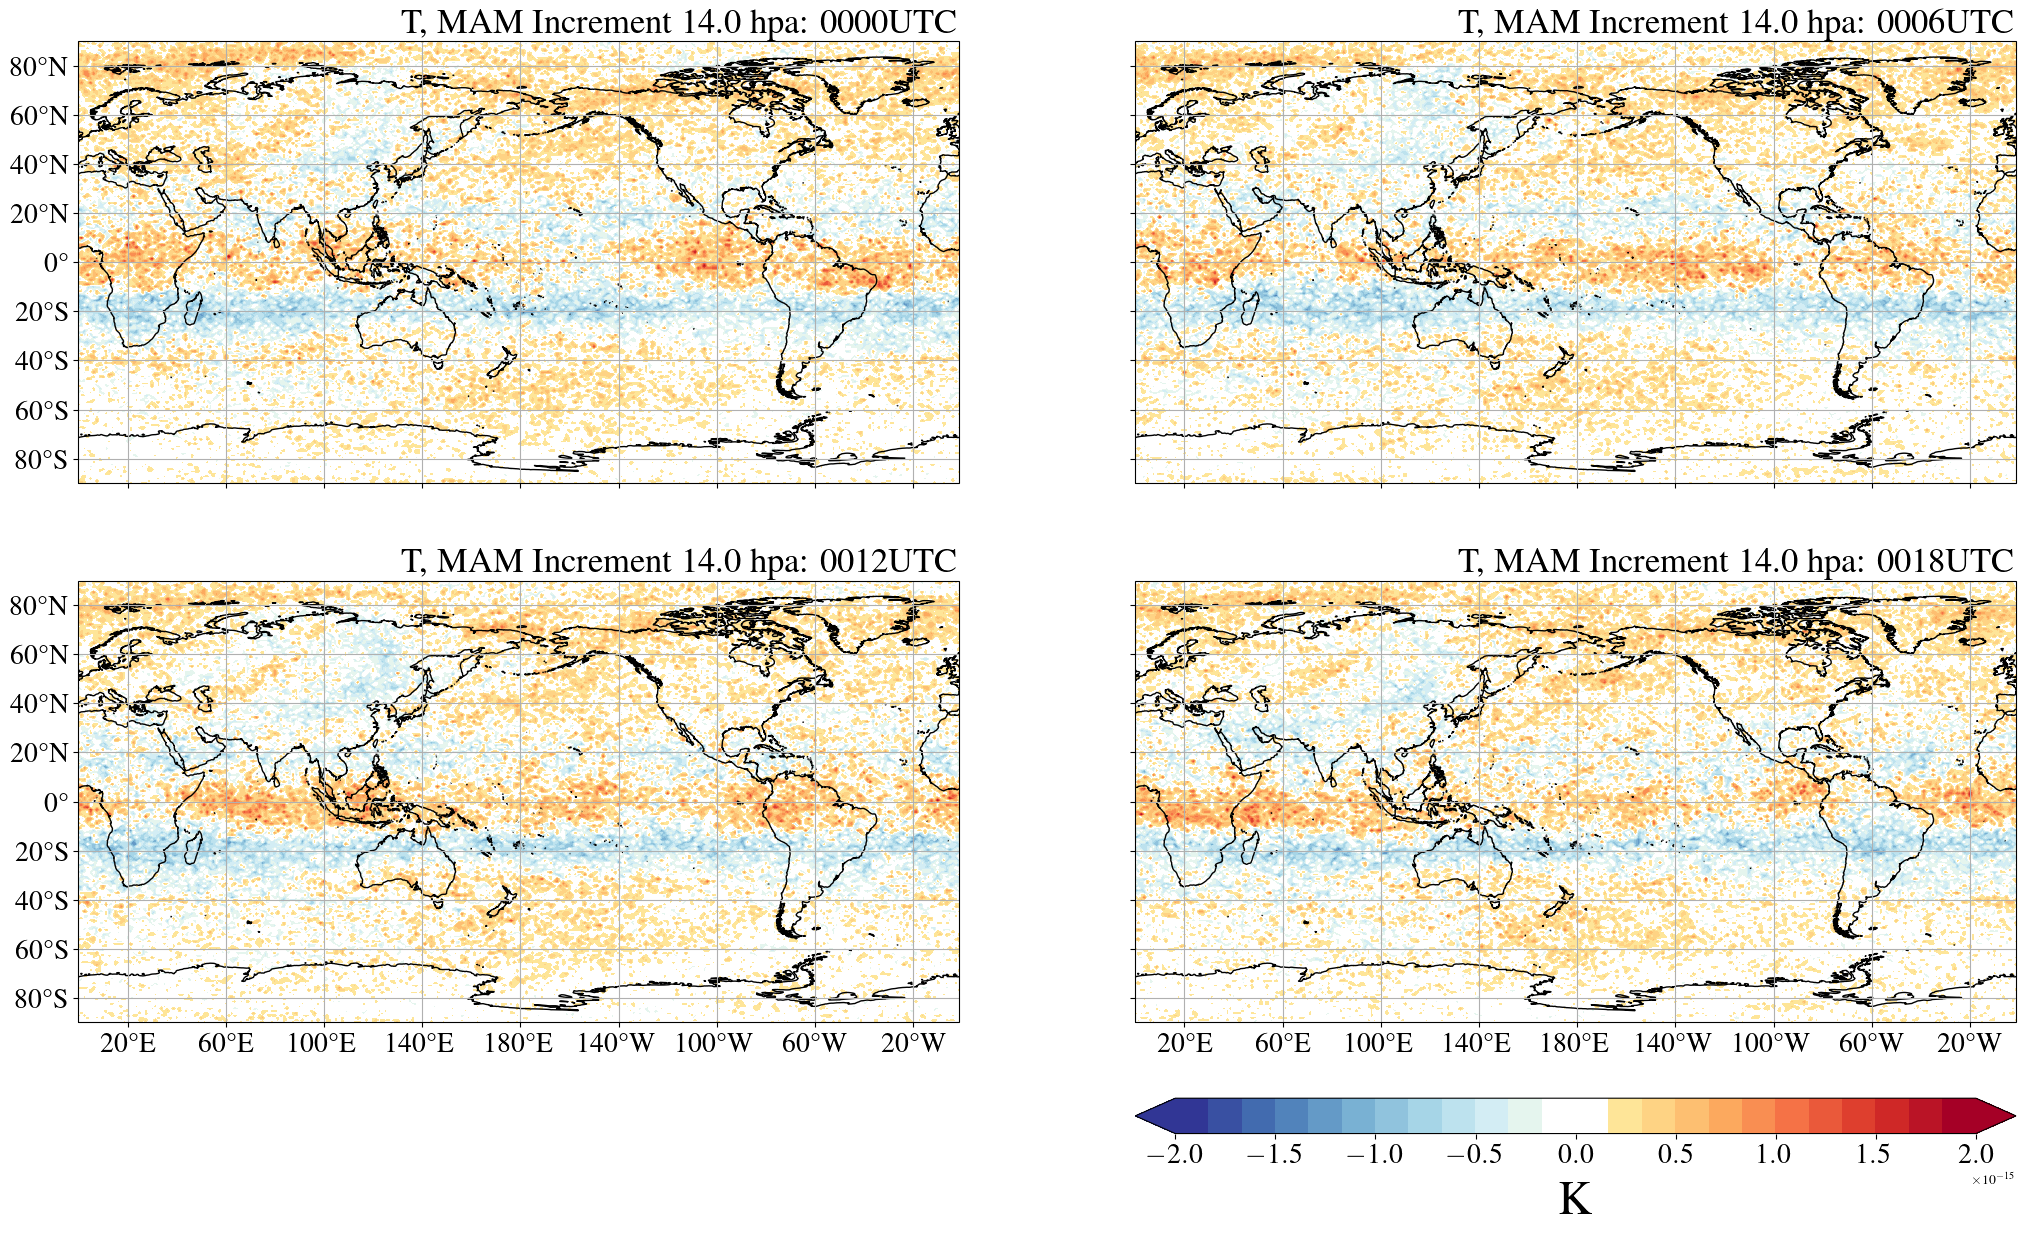 T, MAM Increment 14.0 hpa: 0000UTC
T, MAM Increment 14.0 hpa: 0006UTC
80°N
60°N
40°N
20°N
0°
20°S
40°S
60°S
80°S
T, MAM Increment 14.0 hpa: 0012UTC
T, MAM Increment 14.0 hpa: 0018UTC
80°N
60°N
40°N
20°N
0°
20°S
40°S
60°S
80°S
20°E 60°E 100°E 140°E 180°E 140°W 100°W 60°W 20°W
20°E 60°E 100°E 140°E 180°E 140°W 100°W 60°W 20°W
−2.0 −1.5 −1.0 −0.5 0.0 0.5 1.0 1.5 2.0
×10⁻¹⁵
K